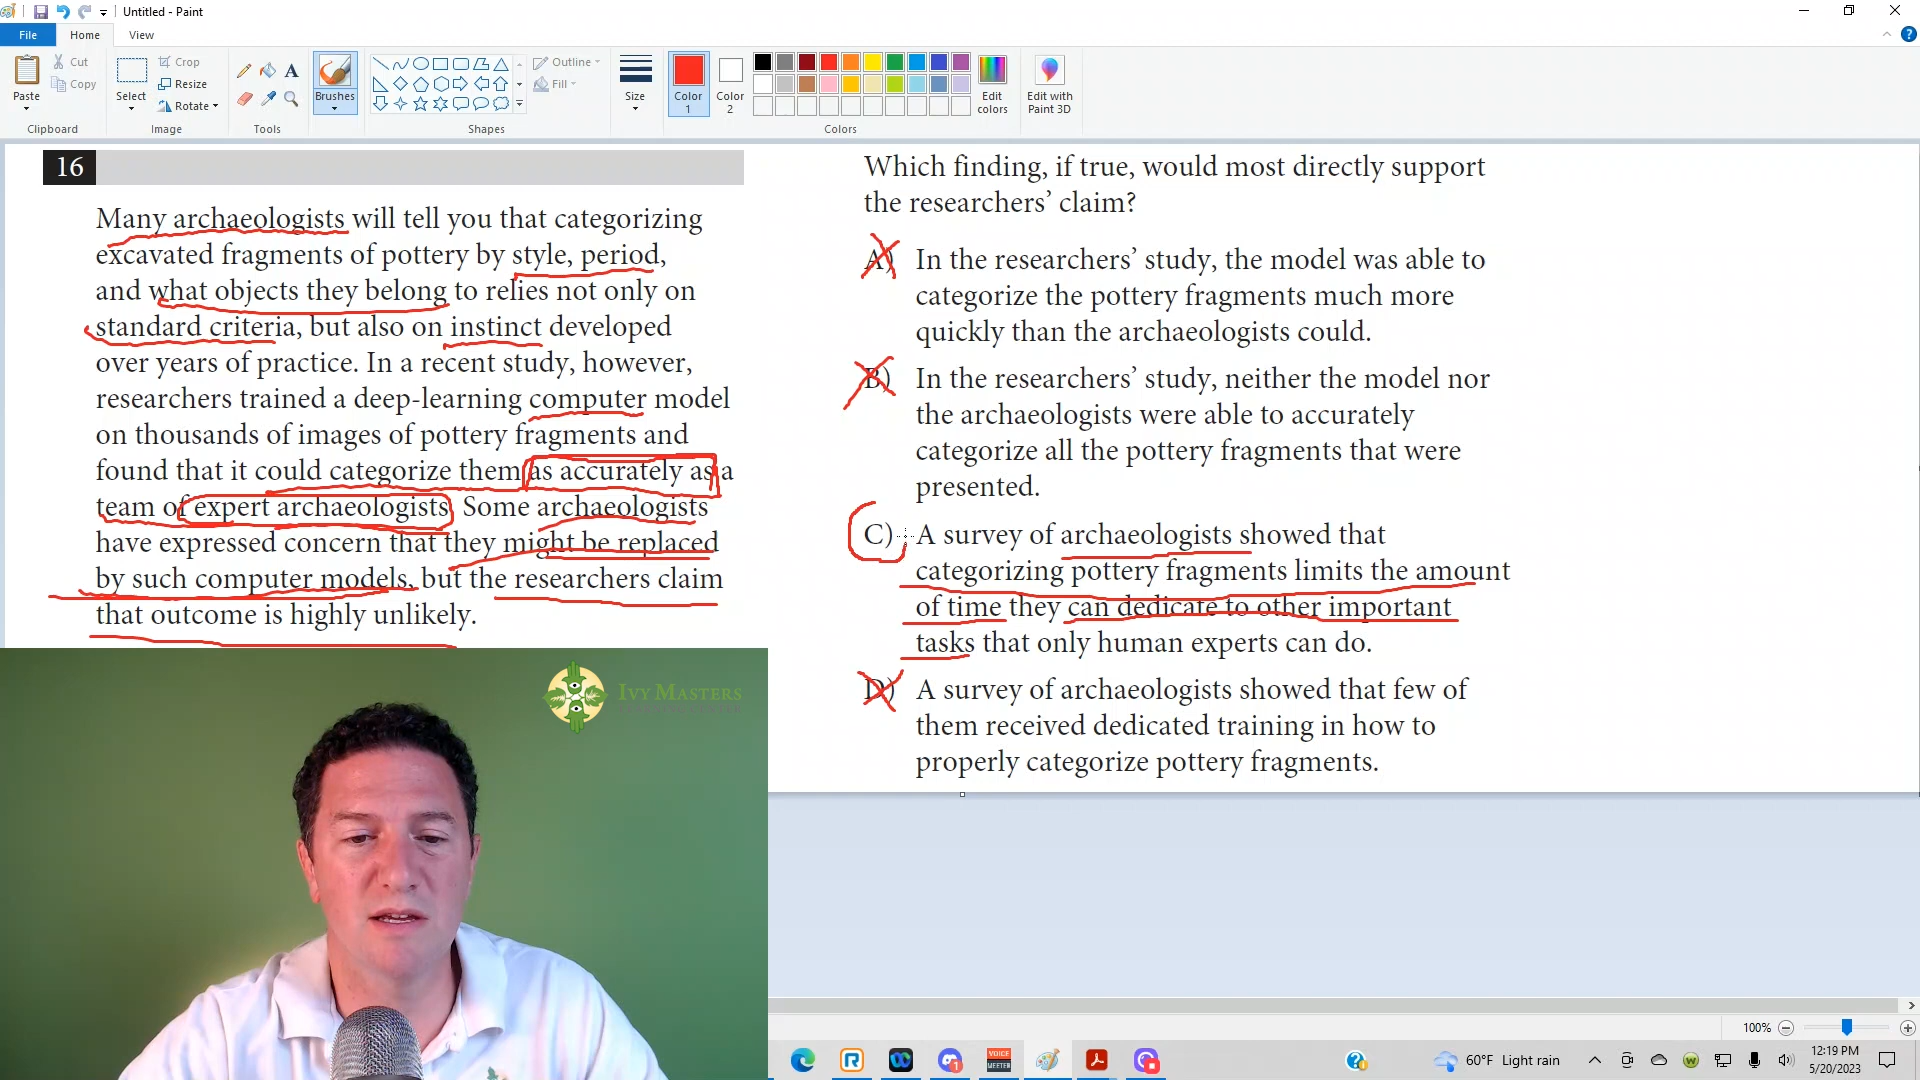 Untitled - Paint
File
Home
View
Paste
Cut
Copy
Clipboard
Select
Crop
Resize
Rotate
Image
Tools
Brushes
Shapes
Outline
Fill
Size
Color
1
Color
2
Edit
colors
Edit with
Paint 3D
Colors
16
Many archaeologists will tell you that categorizing
excavated fragments of pottery by style, period,
and what objects they belong to relies not only on
standard criteria, but also on instinct developed
over years of practice. In a recent study, however,
researchers trained a deep-learning computer model
on thousands of images of pottery fragments and
found that it could categorize them as accurately as a
team of expert archaeologists. Some archaeologists
have expressed concern that they might be replaced
by such computer models, but the researchers claim
that outcome is highly unlikely.
Which finding, if true, would most directly support
the researchers’ claim?
A) In the researchers’ study, the model was able to
categorize the pottery fragments much more
quickly than the archaeologists could.
B) In the researchers’ study, neither the model nor
the archaeologists were able to accurately
categorize all the pottery fragments that were
presented.
C) A survey of archaeologists showed that
categorizing pottery fragments limits the amount
of time they can dedicate to other important
tasks that only human experts can do.
D) A survey of archaeologists showed that few of
them received dedicated training in how to
properly categorize pottery fragments.
IVY MASTERS
100%
VOICE
MEETER
60°F Light rain
12:19 PM
5/20/2023